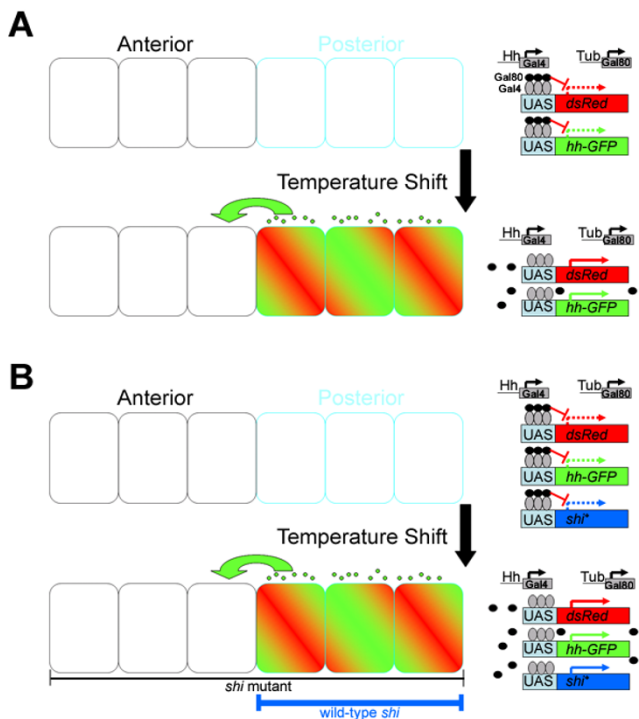 A
Anterior
Posterior
Hh
Gal4
Tub
Gal80
Gal80
Gal4
UAS
dsRed
UAS
hh-GFP
Temperature Shift
Hh
Gal4
Tub
Gal80
UAS
dsRed
UAS
hh-GFP
B
Anterior
Posterior
Hh
Gal4
Tub
Gal80
UAS
dsRed
UAS
hh-GFP
UAS
shi*
Temperature Shift
Hh
Gal4
Tub
Gal80
UAS
dsRed
UAS
hh-GFP
UAS
shi*
shi mutant
wild-type shi